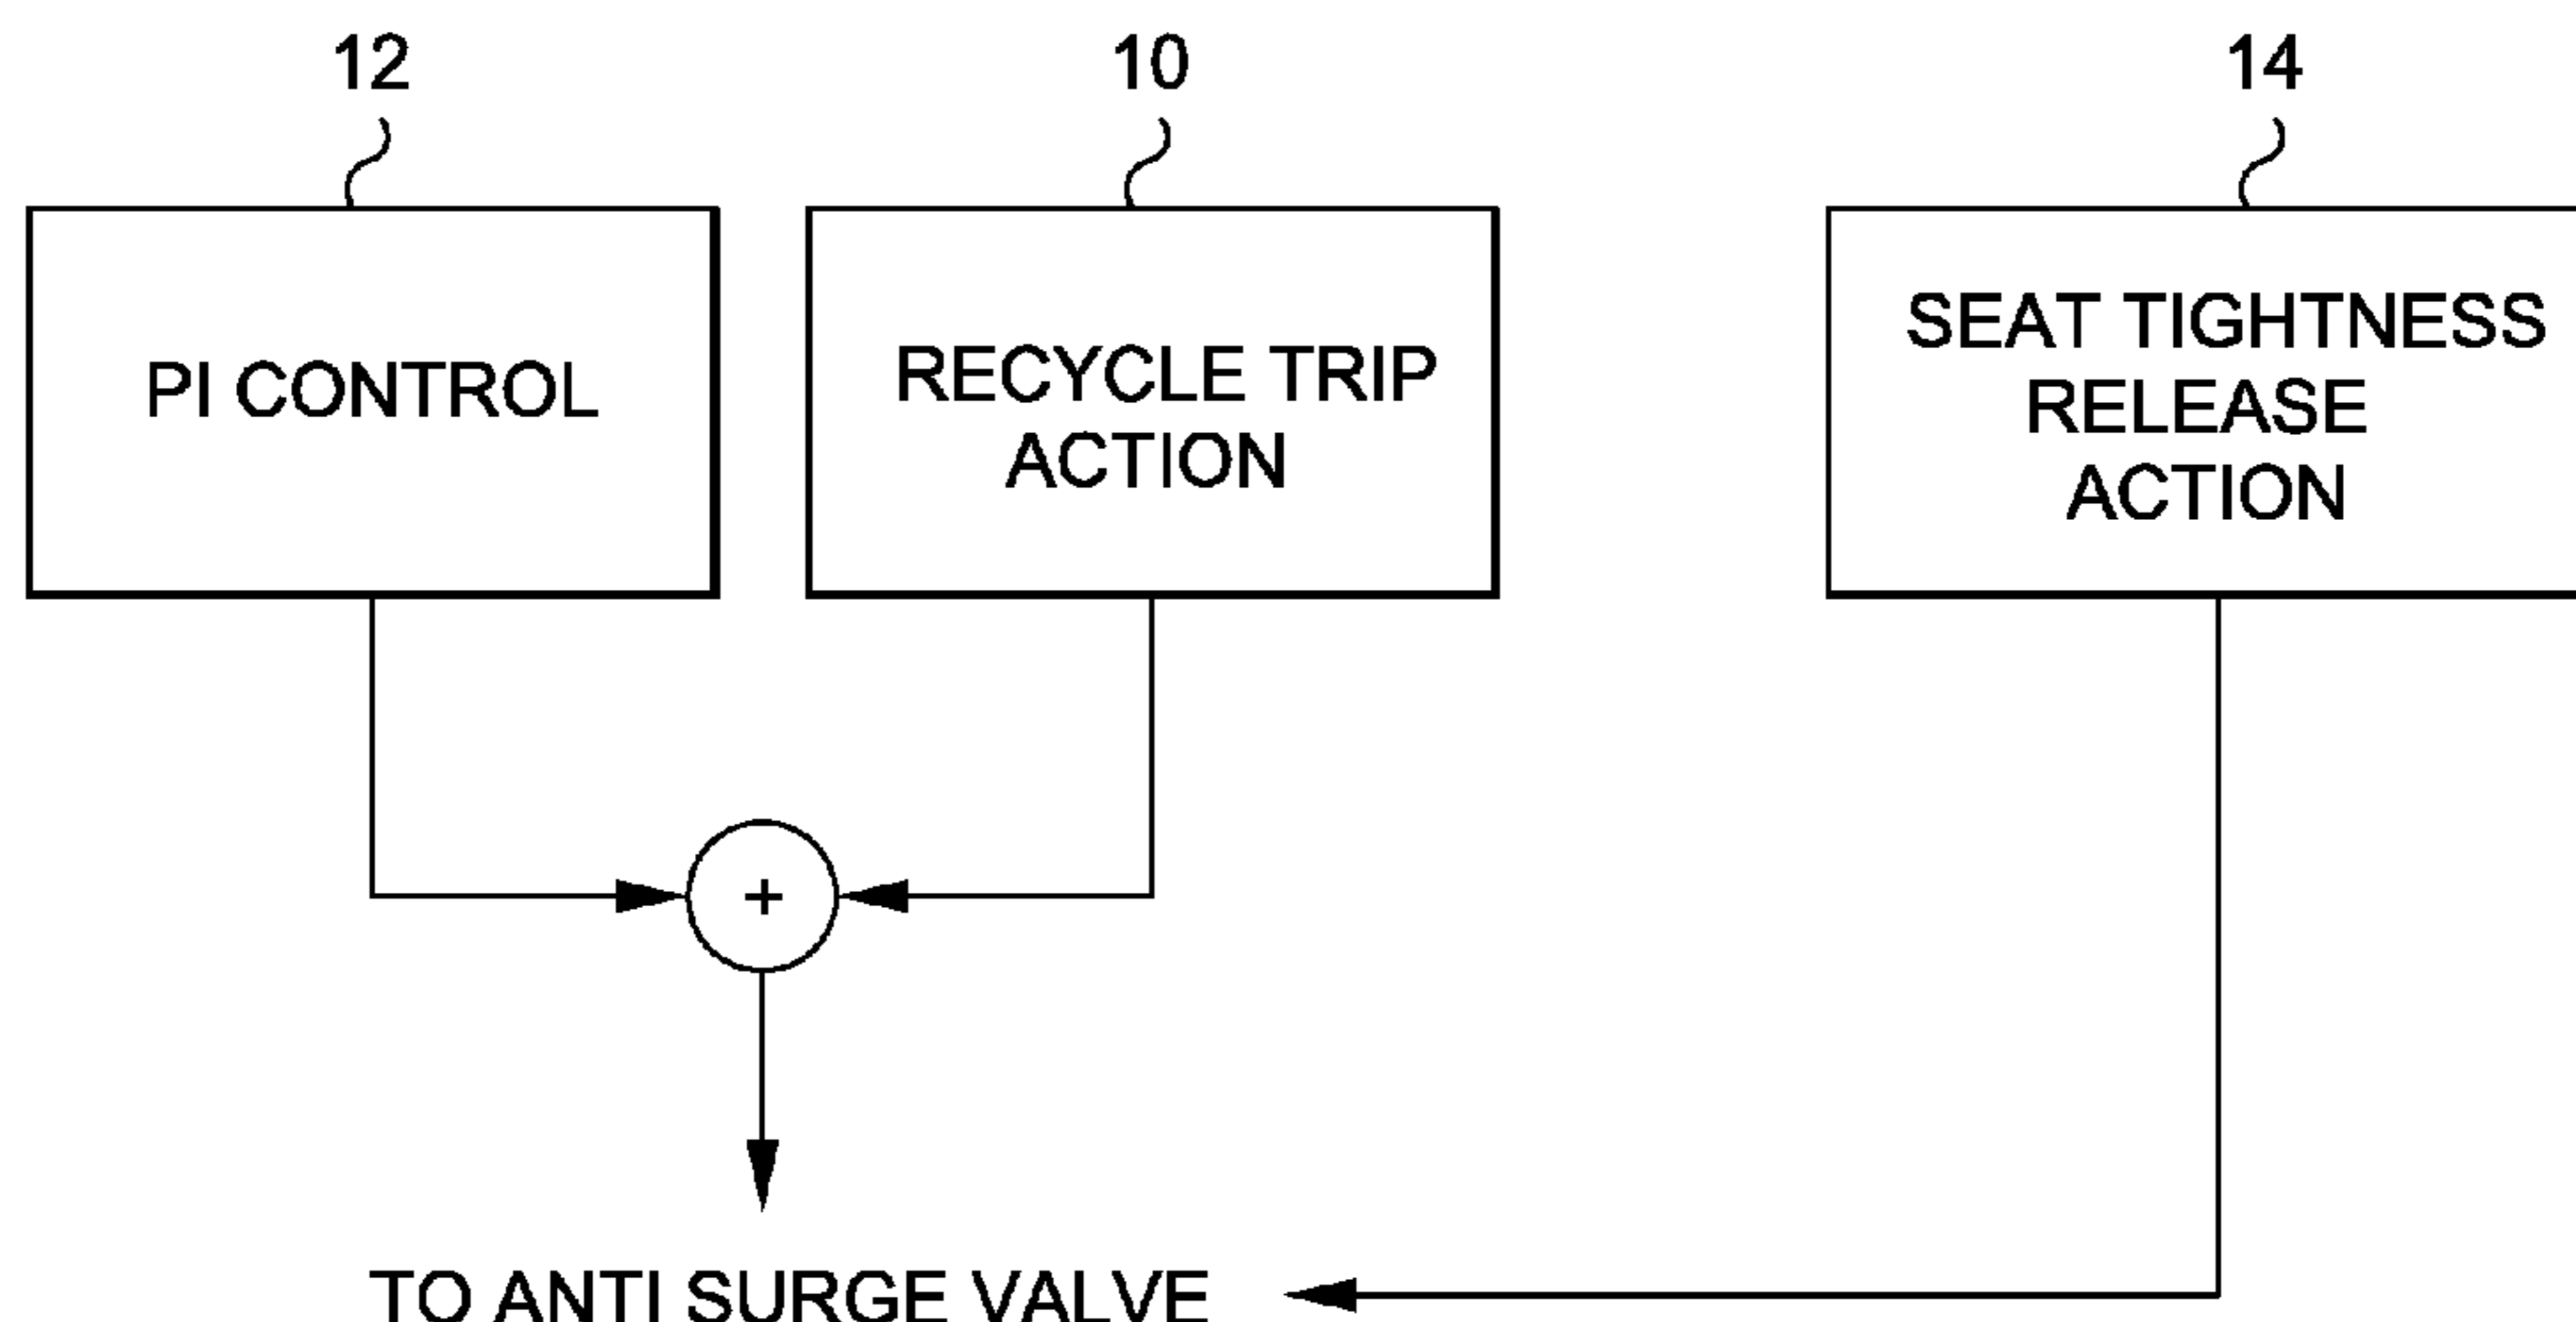 12
10
14
PI CONTROL
RECYCLE TRIP
ACTION
SEAT TIGHTNESS
RELEASE
ACTION
+
TO ANTI SURGE VALVE